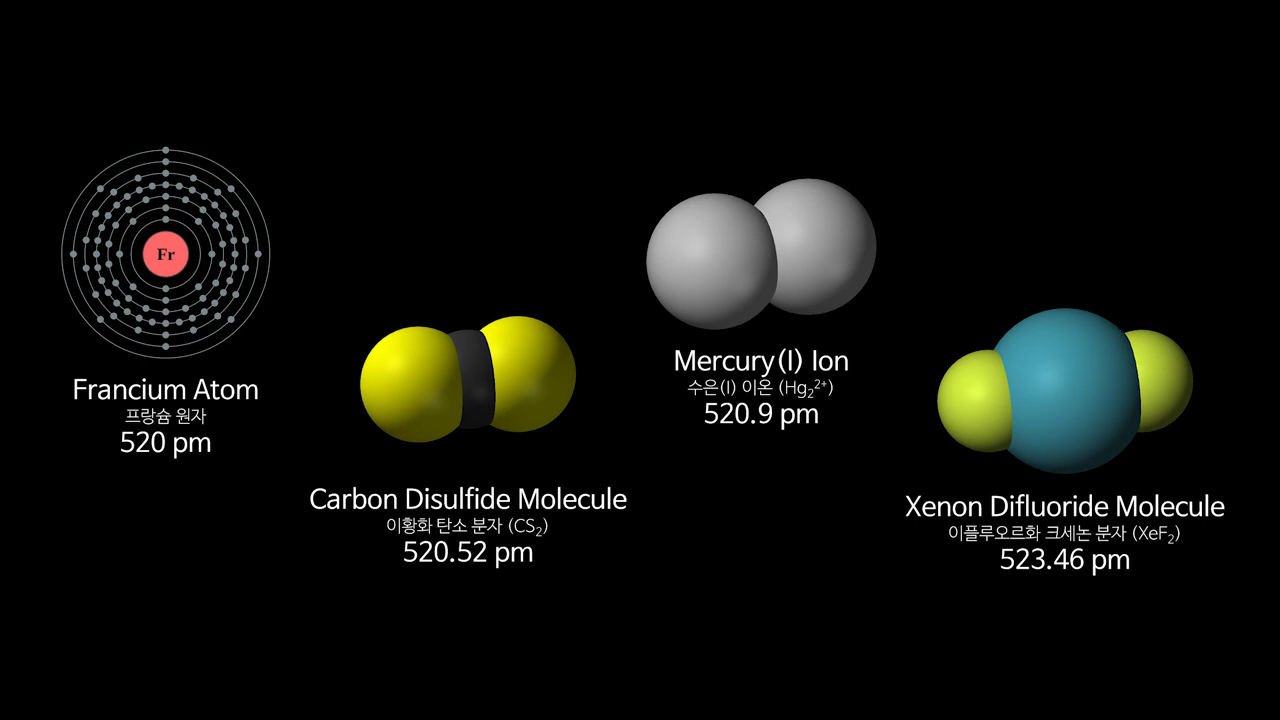 Fr
Francium Atom
프랑슘 원자
520 pm
Carbon Disulfide Molecule
이황화 탄소 분자 (CS₂)
520.52 pm
Mercury(I) Ion
수은(I) 이온 (Hg₂²⁺)
520.9 pm
Xenon Difluoride Molecule
이플루오르화 크세논 분자 (XeF₂)
523.46 pm